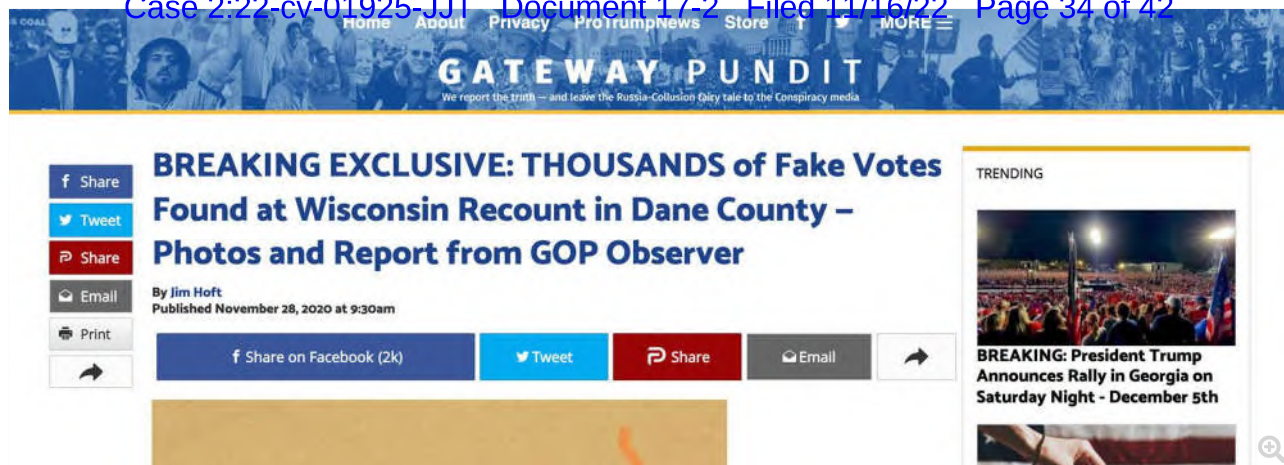 Case 2:22-cv-01925-JJT Document 17-2 Filed 11/16/22 Page 34 of 42
S COAL
Home About Privacy ProTrumpNews Store f MORE
GATEWAY PUNDIT
We report the truth — and leave the Russia-Collusion fairy tale to the Conspiracy media
f Share
Tweet
Share
Email
Print
BREAKING EXCLUSIVE: THOUSANDS of Fake Votes
Found at Wisconsin Recount in Dane County –
Photos and Report from GOP Observer
By Jim Hoft
Published November 28, 2020 at 9:30am
f Share on Facebook (2k) Tweet Share Email
TRENDING
BREAKING: President Trump
Announces Rally in Georgia on
Saturday Night - December 5th